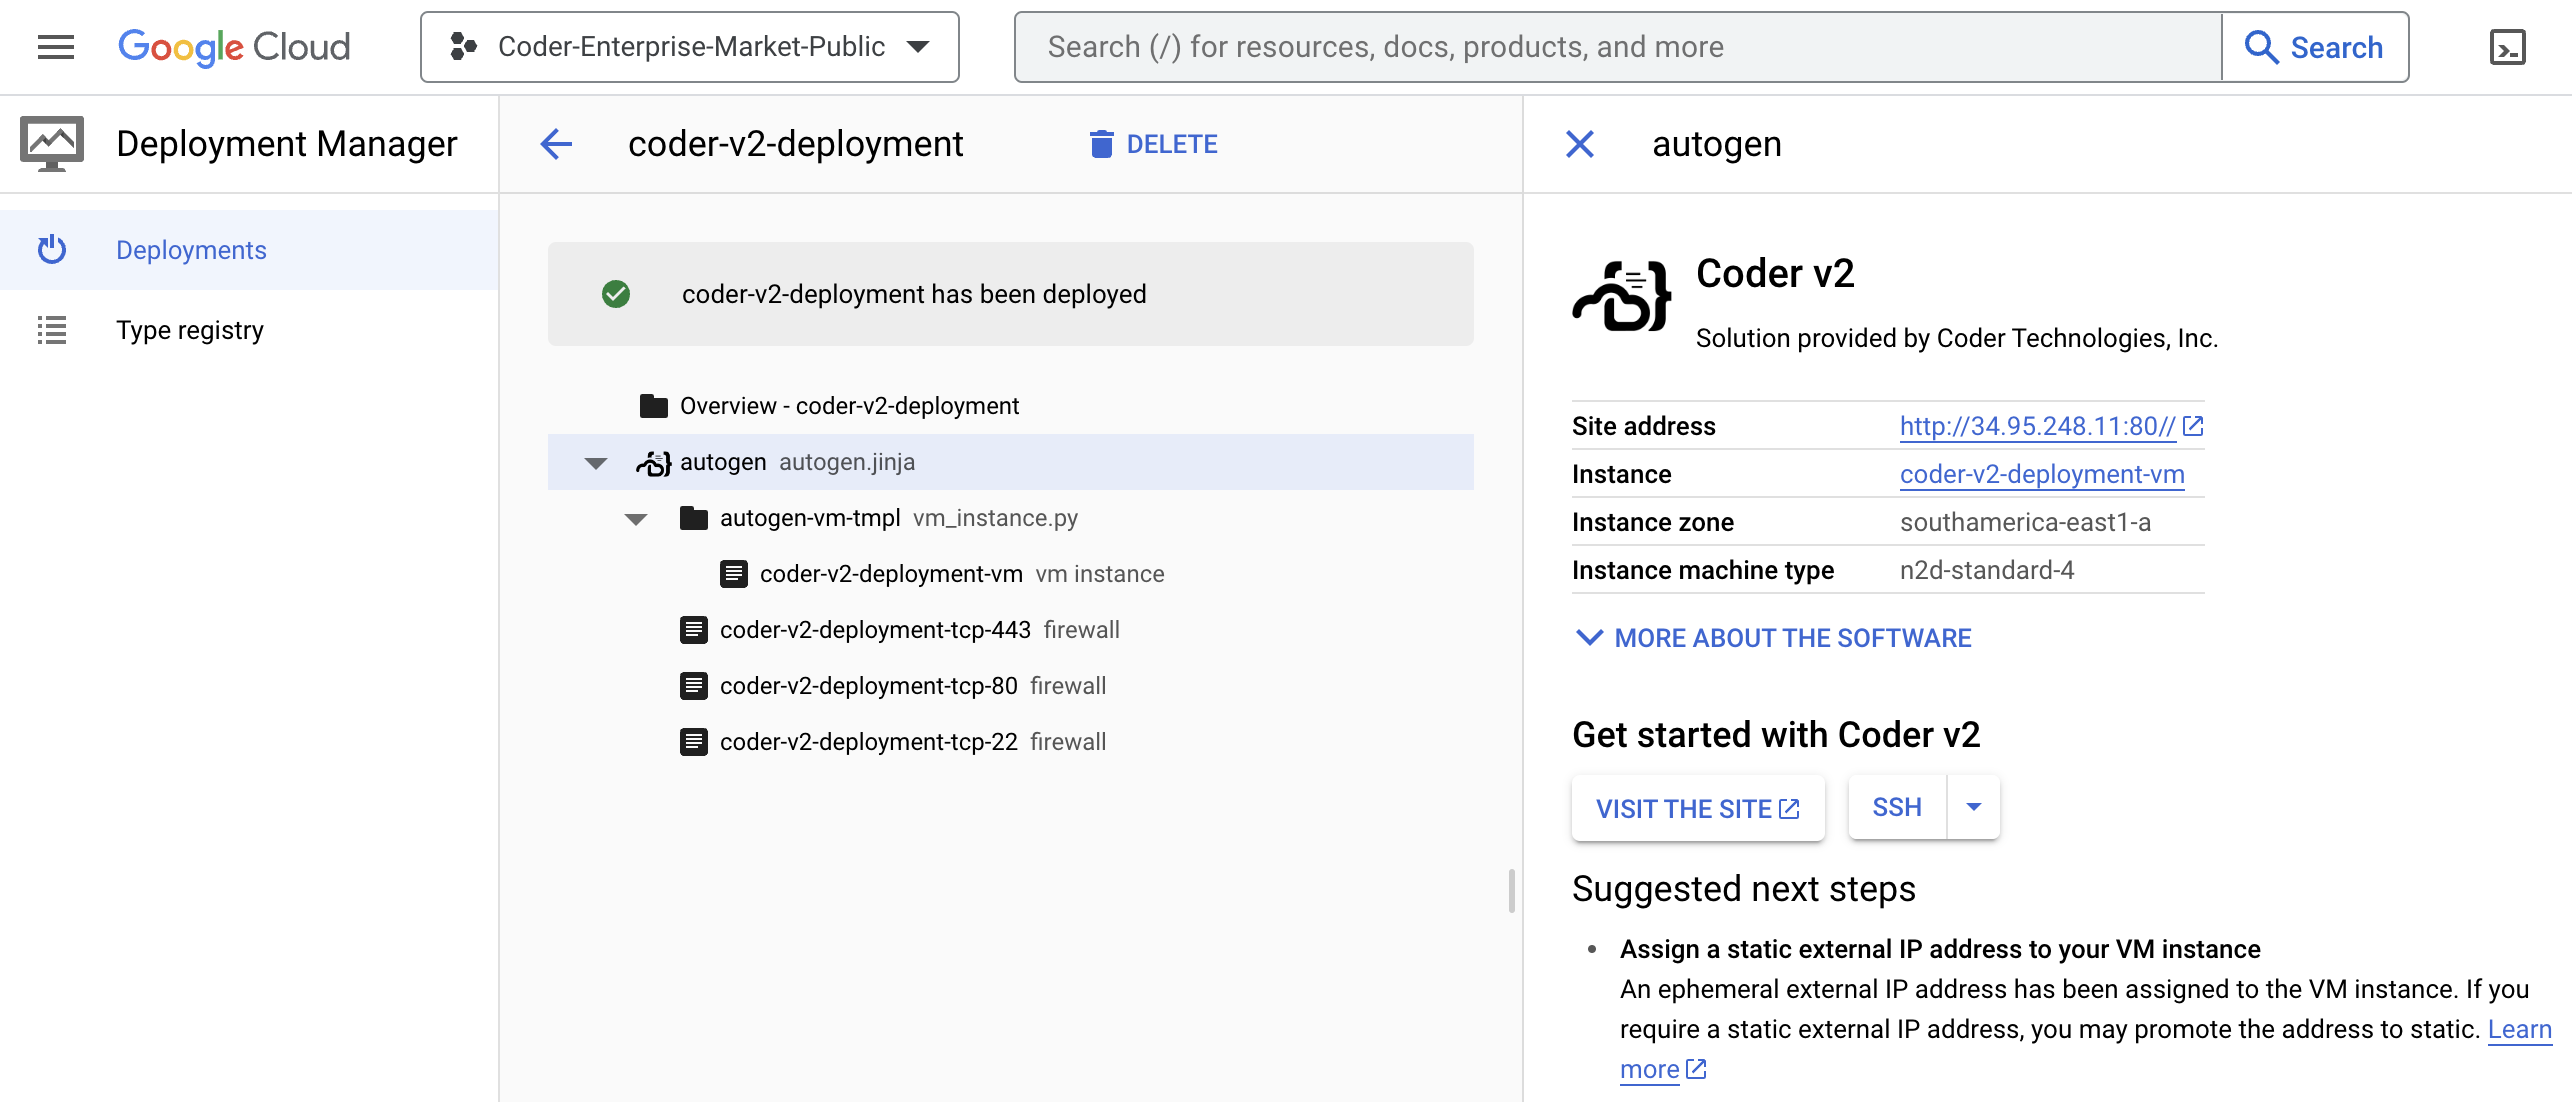 Google Cloud
Coder-Enterprise-Market-Public
Search (/) for resources, docs, products, and more
Search
Deployment Manager
Deployments
Type registry
coder-v2-deployment
DELETE
coder-v2-deployment has been deployed
Overview - coder-v2-deployment
autogen autogen.jinja
autogen-vm-tmpl vm_instance.py
coder-v2-deployment-vm vm instance
coder-v2-deployment-tcp-443 firewall
coder-v2-deployment-tcp-80 firewall
coder-v2-deployment-tcp-22 firewall
autogen
Coder v2
Solution provided by Coder Technologies, Inc.
Site address http://34.95.248.11:80//
Instance coder-v2-deployment-vm
Instance zone southamerica-east1-a
Instance machine type n2d-standard-4
MORE ABOUT THE SOFTWARE
Get started with Coder v2
VISIT THE SITE SSH
Suggested next steps
• Assign a static external IP address to your VM instance
An ephemeral external IP address has been assigned to the VM instance. If you
require a static external IP address, you may promote the address to static. Learn
more